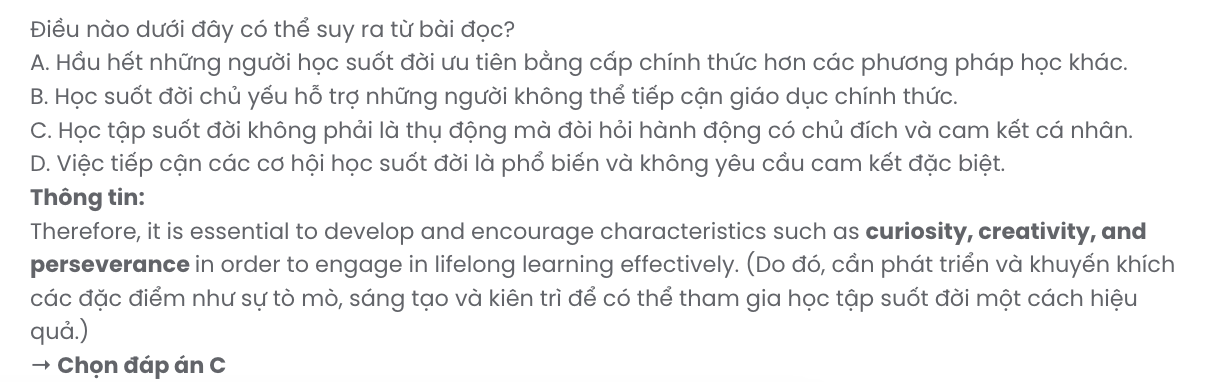 Điều nào dưới đây có thể suy ra từ bài đọc?
A. Hầu hết những người học suốt đời ưu tiên bằng cấp chính thức hơn các phương pháp học khác.
B. Học suốt đời chủ yếu hỗ trợ những người không thể tiếp cận giáo dục chính thức.
C. Học tập suốt đời không phải là thụ động mà đòi hỏi hành động có chủ đích và cam kết cá nhân.
D. Việc tiếp cận các cơ hội học suốt đời là phổ biến và không yêu cầu cam kết đặc biệt.
Thông tin:
Therefore, it is essential to develop and encourage characteristics such as curiosity, creativity, and
perseverance in order to engage in lifelong learning effectively. (Do đó, cần phát triển và khuyến khích
các đặc điểm như sự tò mò, sáng tạo và kiên trì để có thể tham gia học tập suốt đời một cách hiệu
quả.)
→ Chọn đáp án C